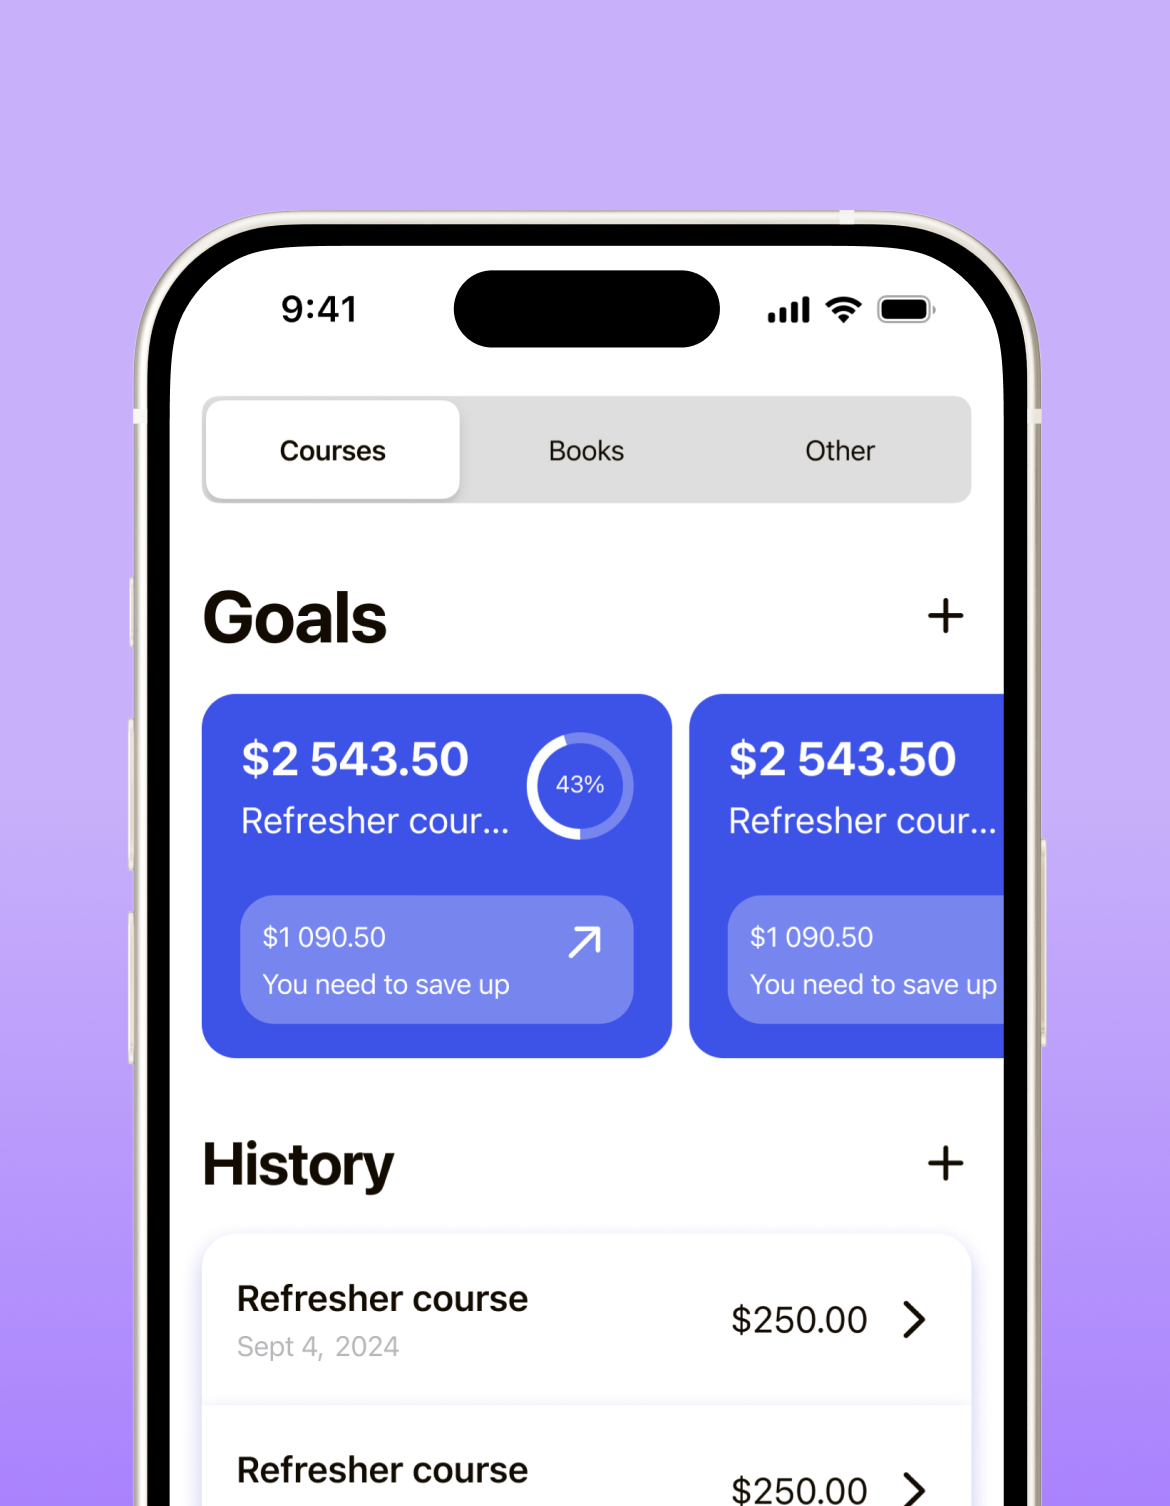 9:41
Courses Books Other
Goals
$2 543.50
Refresher cour...
43%
$1 090.50
You need to save up
$2 543.50
Refresher cour...
$1 090.50
You need to save up
History
Refresher course
Sept 4, 2024
$250.00
Refresher course
$250.00